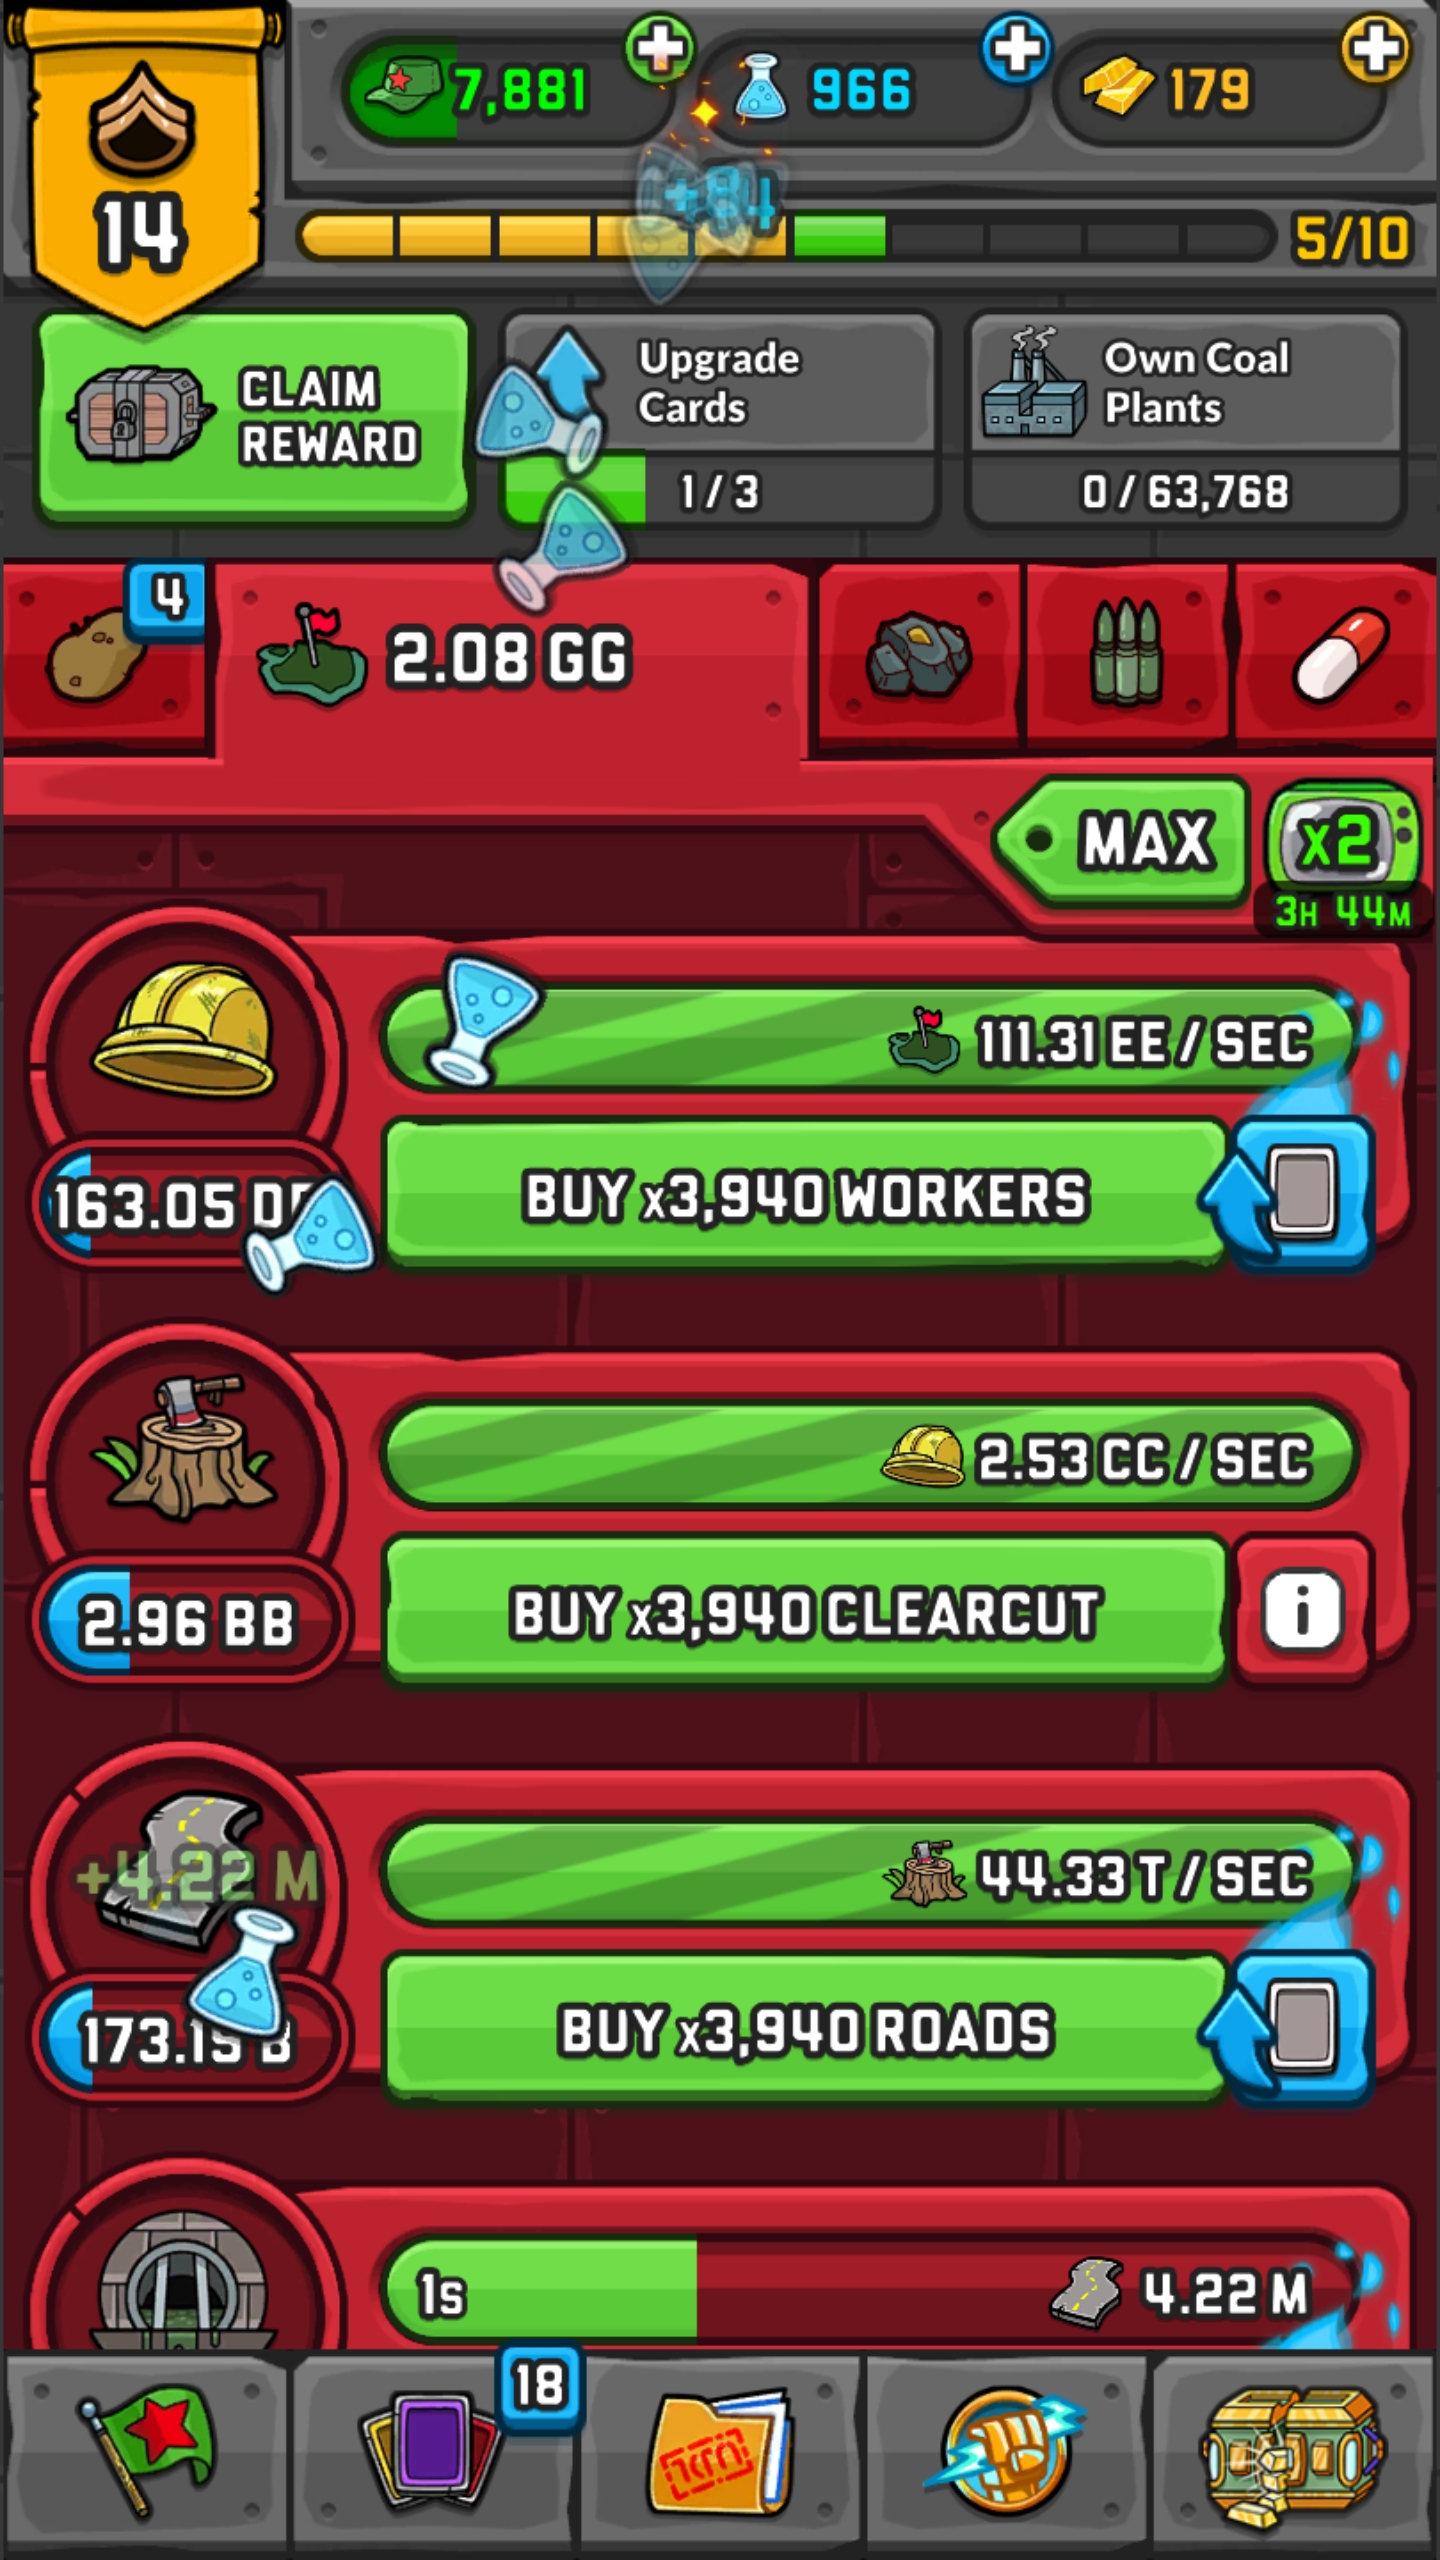 14
7,881
966
179
+84
5/10
CLAIM
REWARD
Upgrade
Cards
1/3
Own Coal
Plants
0/63,768
4
2.08 GG
MAX
x2
3H 44M
111.31 EE / SEC
163.05
BUY x3,940 WORKERS
2.53 CC / SEC
2.96 BB
BUY x3,940 CLEARCUT
i
+4.22 M
44.33 T / SEC
173.15 B
BUY x3,940 ROADS
1s
4.22 M
18